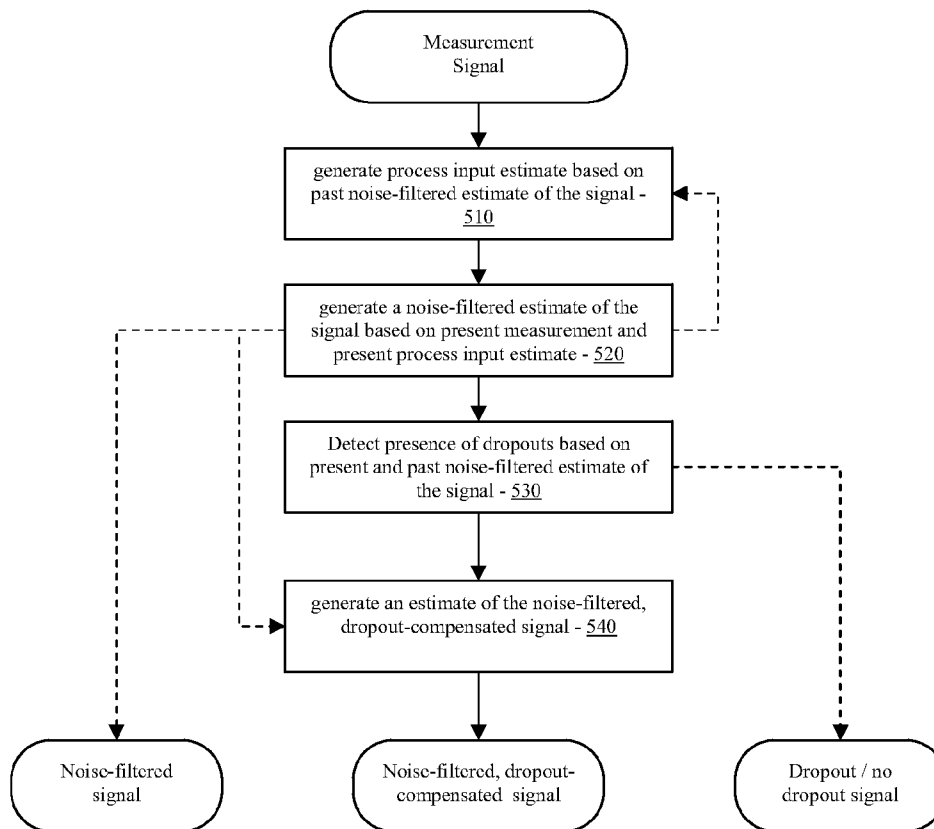 Measurement
Signal
generate process input estimate based on
past noise-filtered estimate of the signal -
510
generate a noise-filtered estimate of the
signal based on present measurement and
present process input estimate - 520
Detect presence of dropouts based on
present and past noise-filtered estimate of
the signal - 530
generate an estimate of the noise-filtered,
dropout-compensated signal - 540
Noise-filtered
signal
Noise-filtered, dropout-
compensated signal
Dropout / no
dropout signal